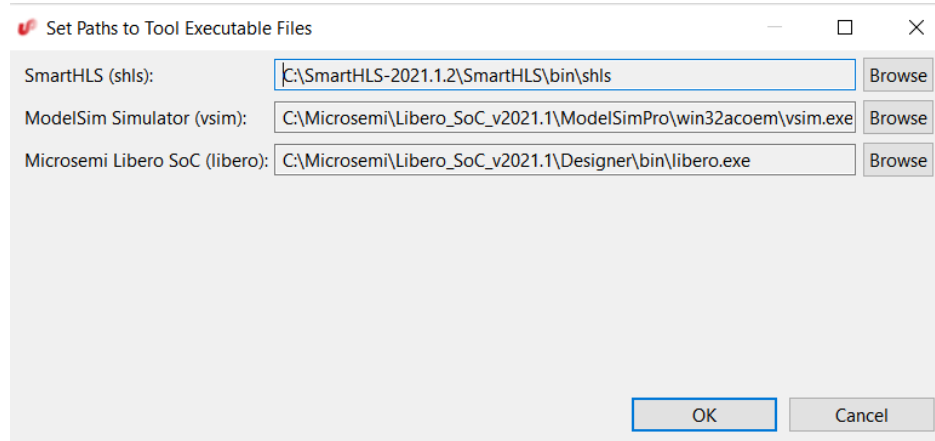 Set Paths to Tool Executable Files
SmartHLS (shls): C:\SmartHLS-2021.1.2\SmartHLS\bin\shls Browse
ModelSim Simulator (vsim): C:\Microsemi\Libero_SoC_v2021.1\ModelSimPro\win32acoem\vsim.exe Browse
Microsemi Libero SoC (libero): C:\Microsemi\Libero_SoC_v2021.1\Designer\bin\libero.exe Browse
OK Cancel